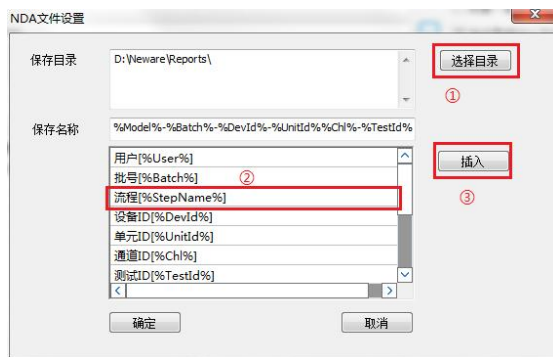 NDA文件设置
保存目录
D:\Neware\Reports\
选择目录
①
保存名称
%Model%-%Batch%-%DevId%-%UnitId%%Chl%-%TestId%
用户[%User%]
批号[%Batch%]
②
流程[%StepName%]
设备ID[%DevId%]
单元ID[%UnitId%]
通道ID[%Chl%]
测试ID[%TestId%]
插入
③
确定
取消